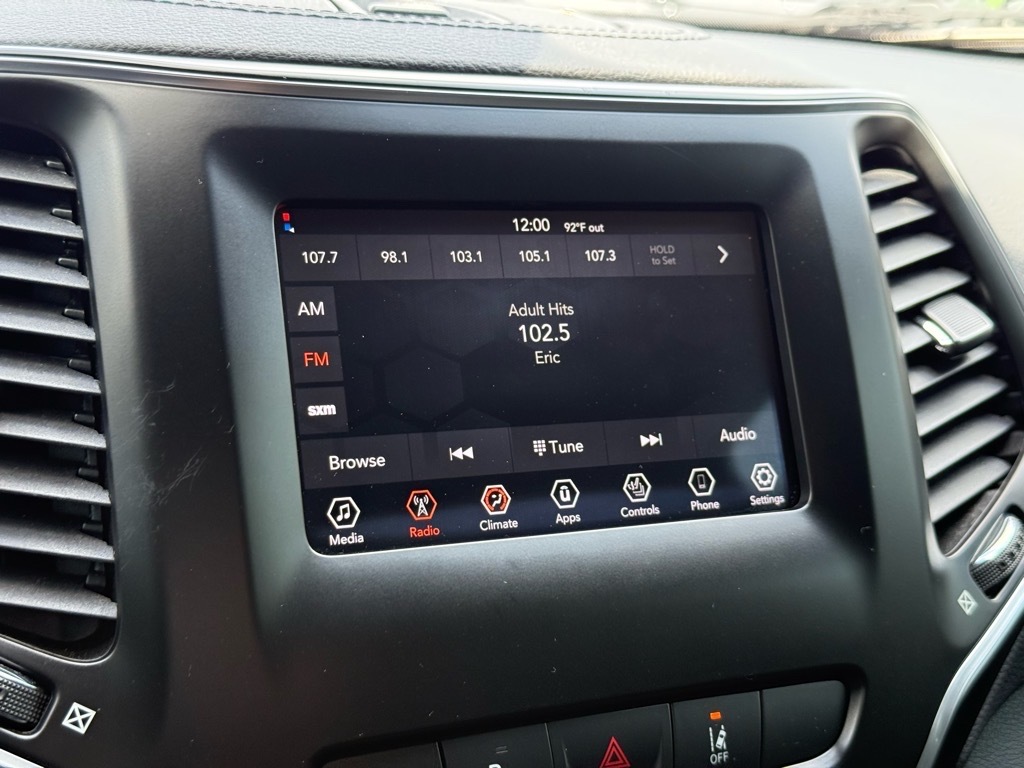 12:00 92°F out
107.7 98.1 103.1 105.1 107.3 HOLD to Set
AM
Adult Hits
102.5
FM
Eric
sxm
Browse Tune Audio
Media Radio Climate Apps Controls Phone Settings
OFF